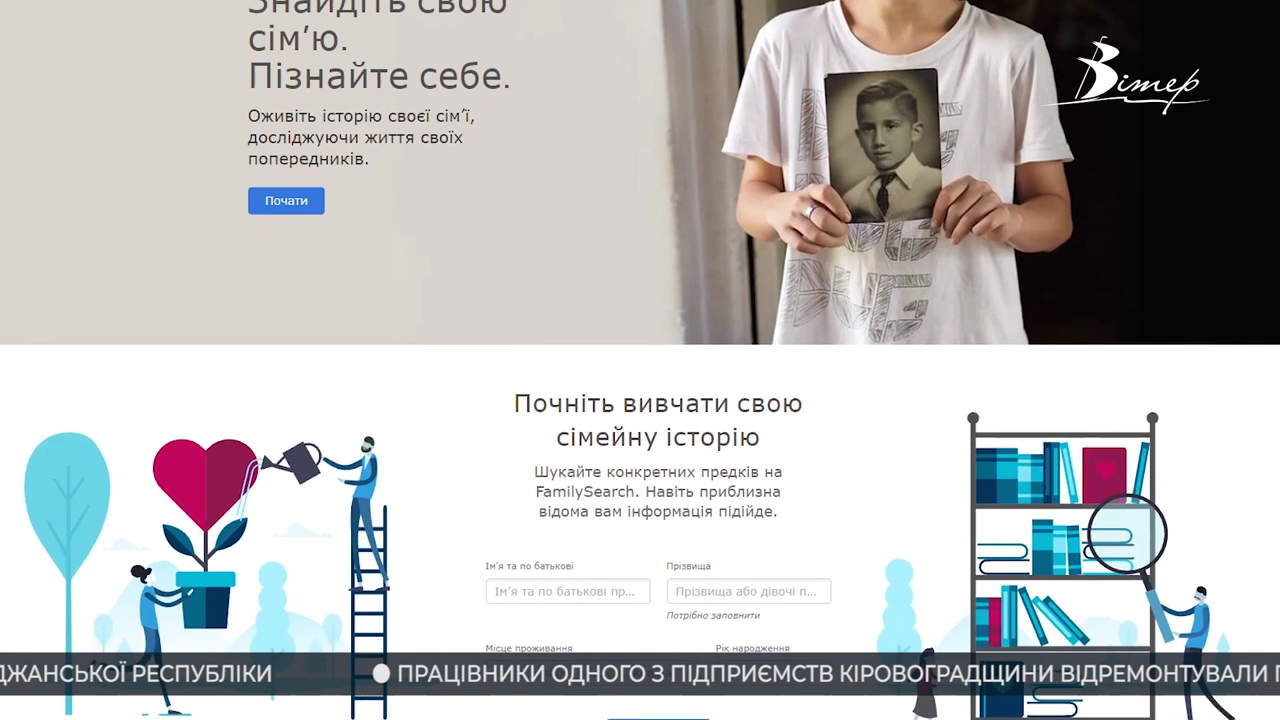 Знайдіть свою
сім’ю.
Пізнайте себе.
Оживіть історію своєї сім’ї,
досліджуючи життя своїх
попередників.
Почати
Вітер
Почніть вивчати свою
сімейну історію
Шукайте конкретних предків на
FamilySearch. Навіть приблизна
відома вам інформація підійде.
Ім’я та по батькові
Прізвища
Ім’я та по батькові пр...
Прізвища або дівочі п...
Потрібно заповнити
Місце проживання
Рік народження
ДЖАНСЬКОЇ РЕСПУБЛІКИ
● ПРАЦІВНИКИ ОДНОГО З ПІДПРИЄМСТВ КІРОВОГРАДЩИНИ ВІДРЕМОНТУВАЛИ